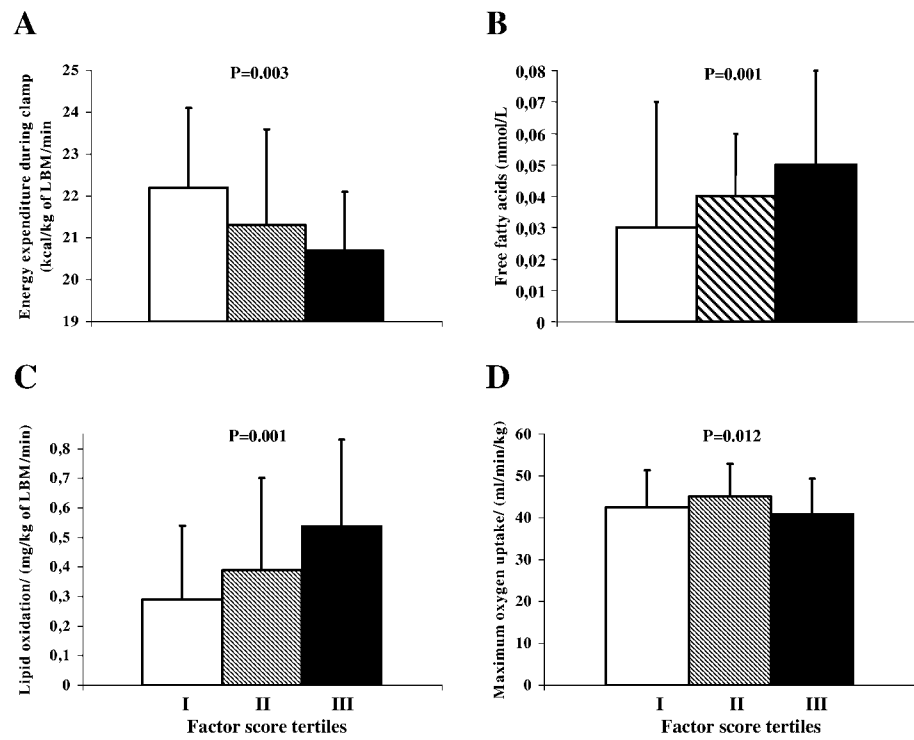 A
P=0.003
Energy expenditure during clamp
(kcal/kg of LBM/min
25
24
23
22
21
20
19
B
P=0.001
Free fatty acids (mmol/L
0,08
0,07
0,06
0,05
0,04
0,03
0,02
0,01
0
C
P=0.001
Lipid oxidation/ (mg/kg of LBM/min)
0,8
0,7
0,6
0,5
0,4
0,3
0,2
0,1
0
I II III
Factor score tertiles
D
P=0.012
Maximum oxygen uptake/ (ml/min/kg)
60
50
40
30
20
10
0
I II III
Factor score tertiles